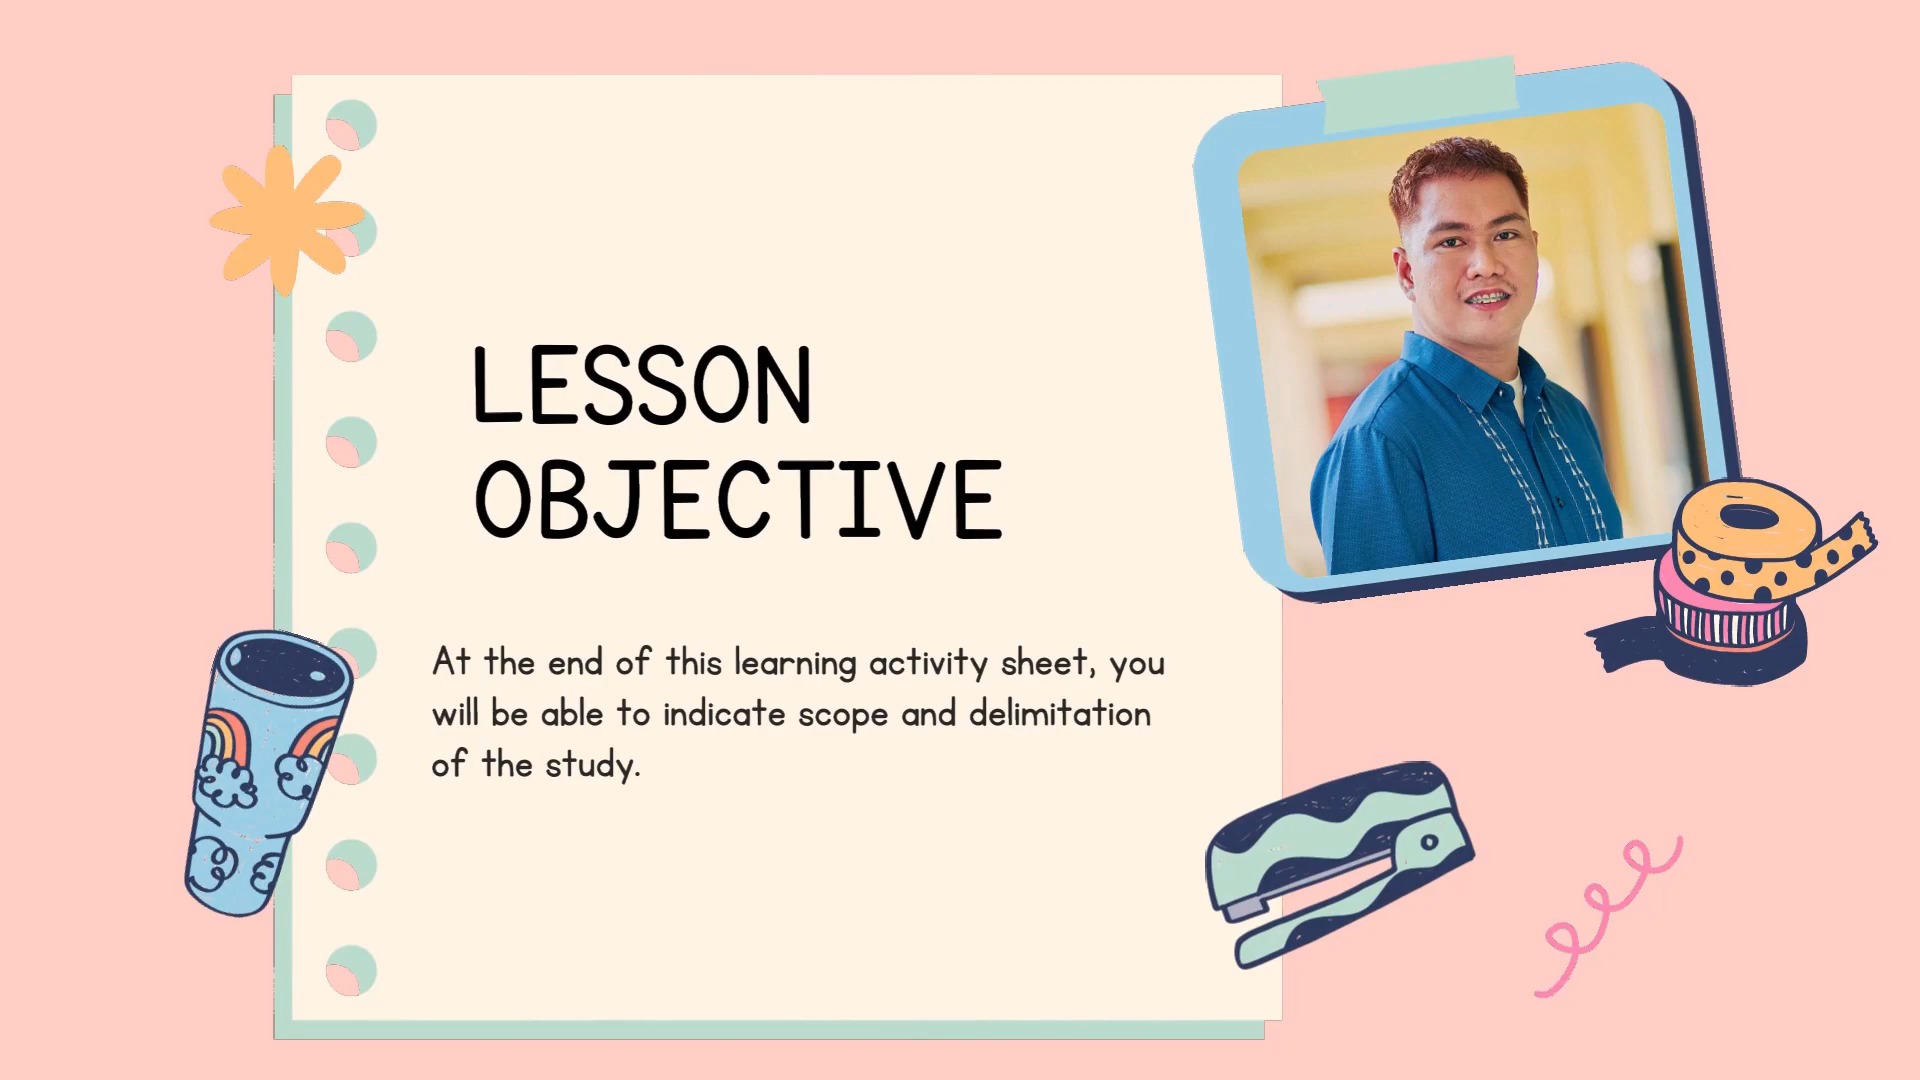 LESSON
OBJECTIVE
At the end of this learning activity sheet, you
will be able to indicate scope and delimitation
of the study.